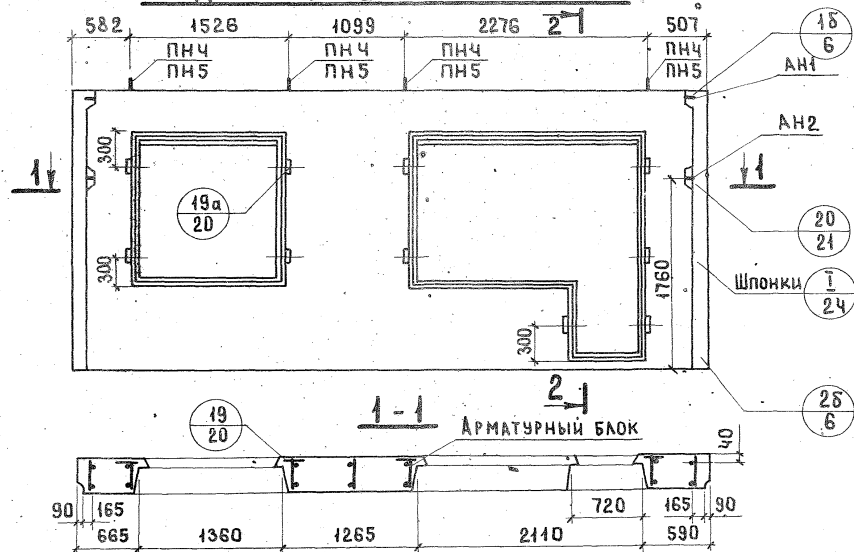 582 1526 1099 2276 2 507
ПН4 ПН4 ПН4 ПН4
ПН5 ПН5 ПН5 ПН5
1б
6
АН1
АН2
300
1 1
19а
20
20
21
300
1760
Шпонки I
24
300
2
2б
6
19
20
1-1
Арматурный блок
40
90 165 720 165 90
665 1360 1265 2110 590